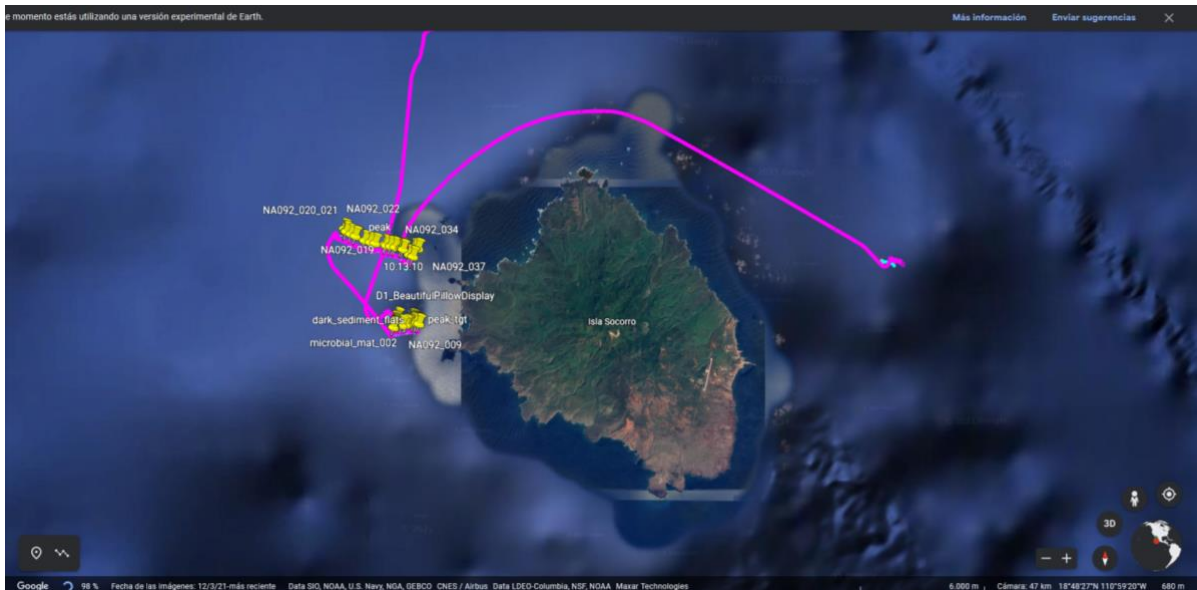 e momento estás utilizando una versión experimental de Earth.
Más información
Enviar sugerencias
NA092_020_021
NA092_022
peak
NA092_034
NA092_019
10 13 10
NA092_037
D1_BeautifulPillowDisplay
dark_sediment_flats
peak_tgt
microbial_mat_002
NA092_009
Isla Socorro
3D
Google
98 %
Fecha de las imágenes: 12/3/21-más reciente
Data SIO, NOAA, U.S. Navy, NGA, GEBCO CNES / Airbus Data LDEO-Columbia, NSF, NOAA Maxar Technologies
6.000 m
Cámara: 47 km 18°48'27"N 110°59'20"W
680 m